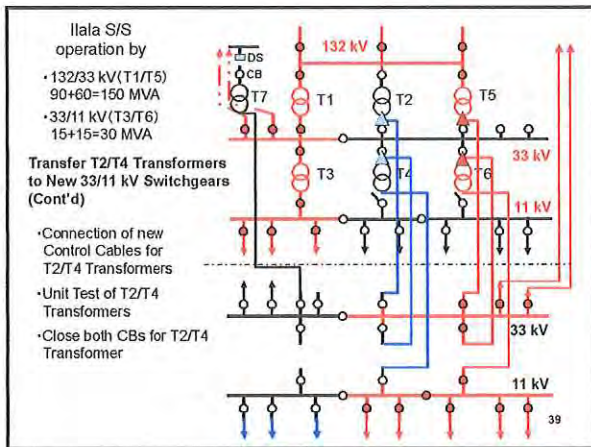 Ilala S/S
operation by
•132/33 kV(T1/T5)
90+60=150 MVA
•33/11 kV(T3/T6)
15+15=30 MVA
Transfer T2/T4 Transformers
to New 33/11 kV Switchgears
(Cont'd)
•Connection of new
Control Cables for
T2/T4 Transformers
•Unit Test of T2/T4
Transformers
•Close both CBs for T2/T4
Transformer
132 kV
DS
CB
T7
T1
T2
T5
33 kV
T3
T4
T6
11 kV
33 kV
11 kV
39